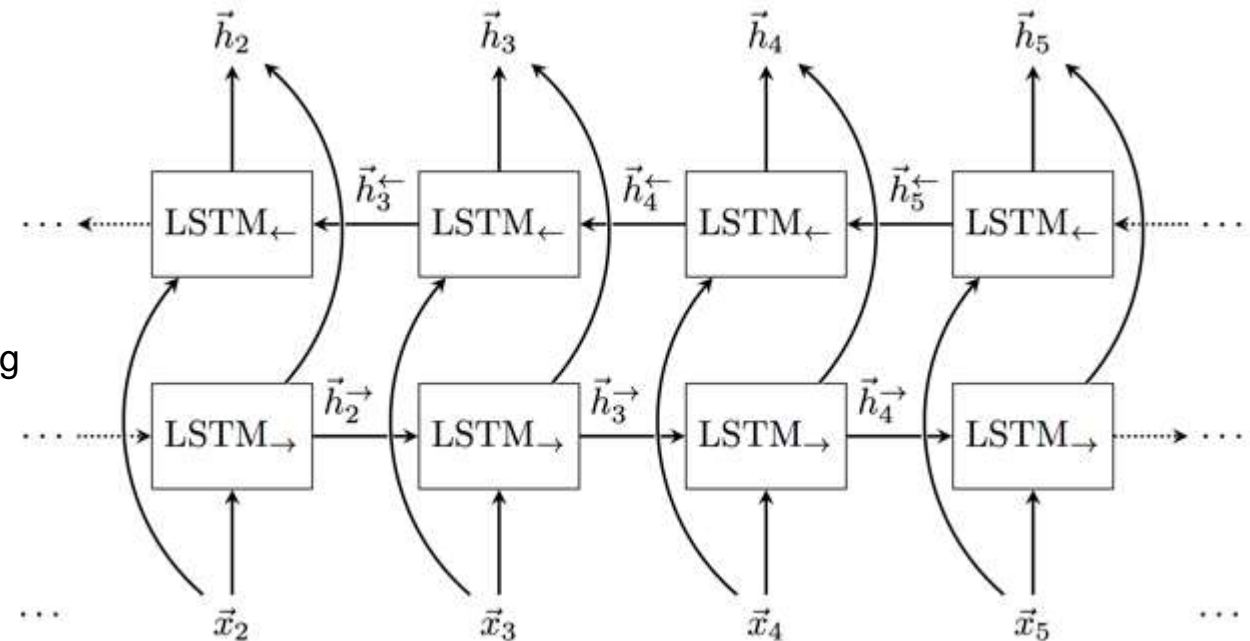 h⃗₂ h⃗₃ h⃗₄ h⃗₅
h⃗₃← h⃗₄← h⃗₅←
··· LSTM← LSTM← LSTM← LSTM← ···
g
h⃗₂→ h⃗₃→ h⃗₄→
··· LSTM→ LSTM→ LSTM→ LSTM→ ···
··· x⃗₂ x⃗₃ x⃗₄ x⃗₅ ···